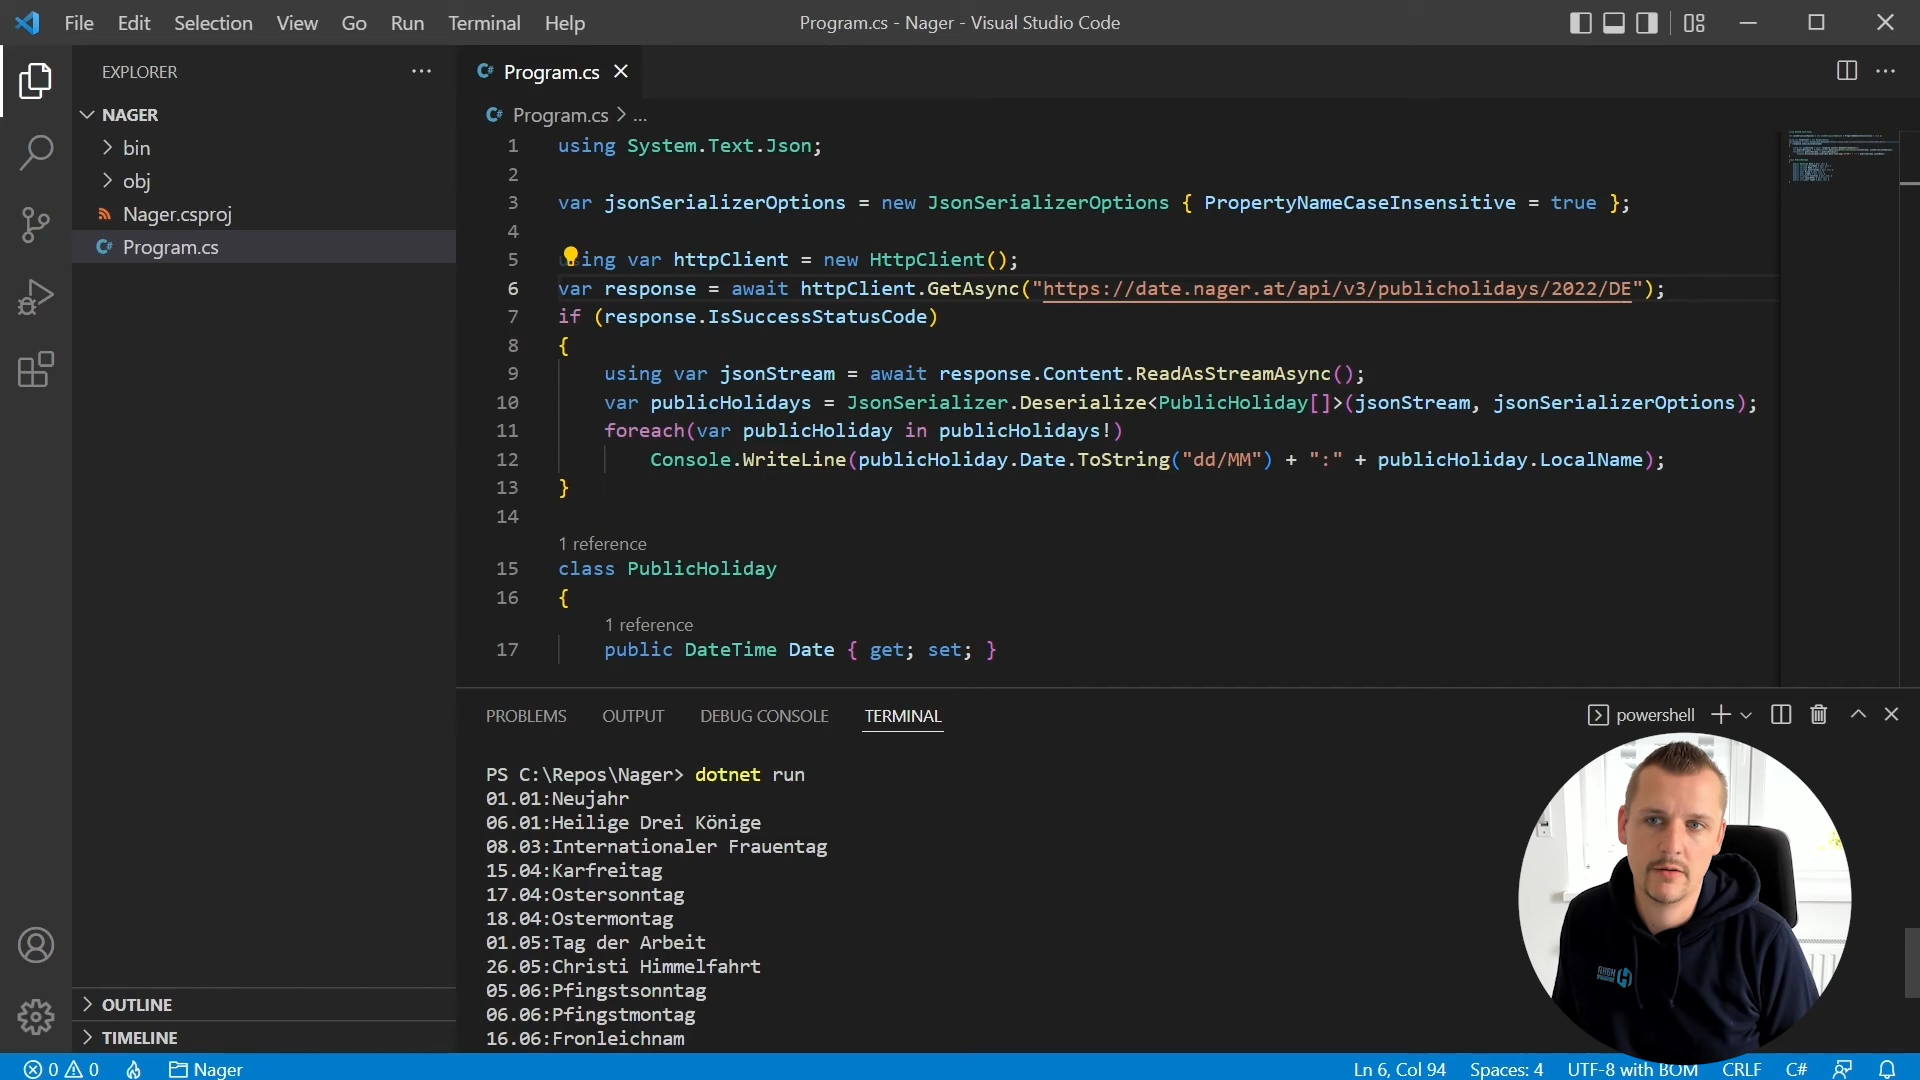 File Edit Selection View Go Run Terminal Help
Program.cs - Nager - Visual Studio Code
EXPLORER
NAGER
bin
obj
Nager.csproj
Program.cs
OUTLINE
TIMELINE
Program.cs
Program.cs > ...
1 using System.Text.Json;
2
3 var jsonSerializerOptions = new JsonSerializerOptions { PropertyNameCaseInsensitive = true };
4
5 using var httpClient = new HttpClient();
6 var response = await httpClient.GetAsync("https://date.nager.at/api/v3/publicholidays/2022/DE");
7 if (response.IsSuccessStatusCode)
8 {
9 using var jsonStream = await response.Content.ReadAsStreamAsync();
10 var publicHolidays = JsonSerializer.Deserialize<PublicHoliday[]>(jsonStream, jsonSerializerOptions);
11 foreach(var publicHoliday in publicHolidays!)
12 Console.WriteLine(publicHoliday.Date.ToString("dd/MM") + ":" + publicHoliday.LocalName);
13 }
14
1 reference
15 class PublicHoliday
16 {
1 reference
17 public DateTime Date { get; set; }
PROBLEMS OUTPUT DEBUG CONSOLE TERMINAL
powershell
PS C:\Repos\Nager> dotnet run
01.01:Neujahr
06.01:Heilige Drei Könige
08.03:Internationaler Frauentag
15.04:Karfreitag
17.04:Ostersonntag
18.04:Ostermontag
01.05:Tag der Arbeit
26.05:Christi Himmelfahrt
05.06:Pfingstsonntag
06.06:Pfingstmontag
16.06:Fronleichnam
0 0 Nager
Ln 6, Col 94 Spaces: 4 UTF-8 with BOM CRLF C#